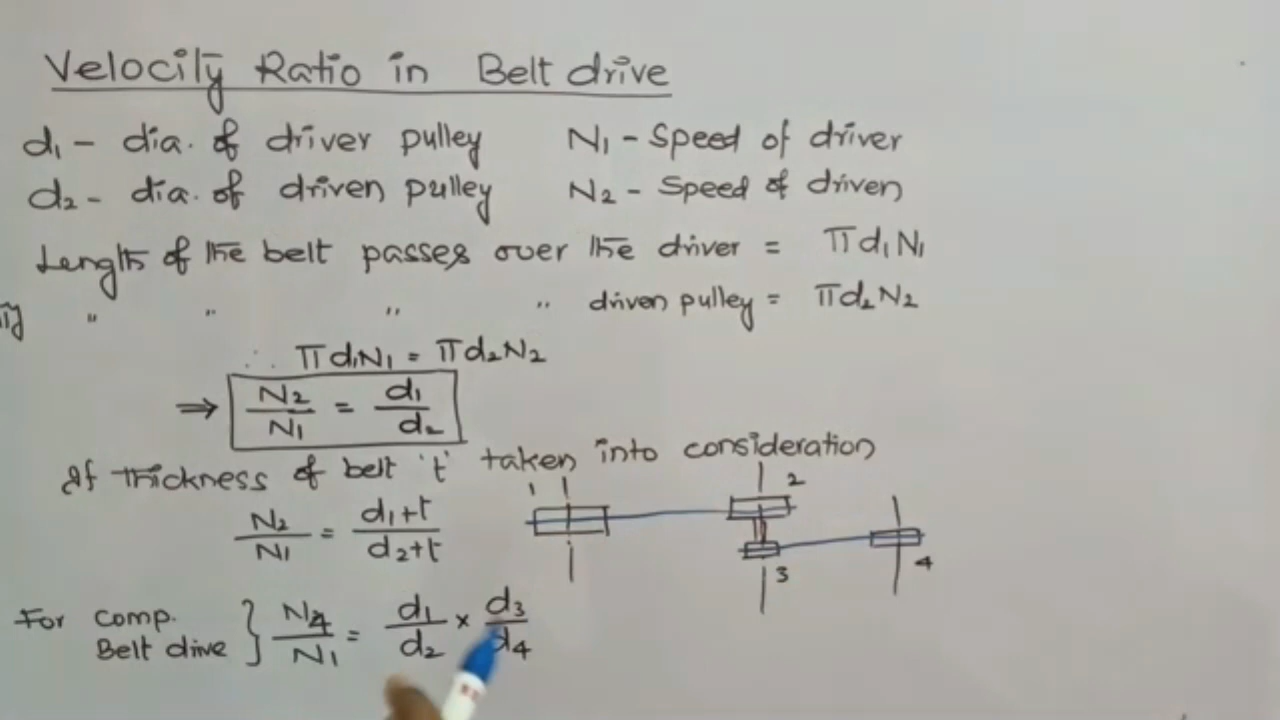 Velocity Ratio in Belt drive
d₁ - dia. of driver pulley N₁ - Speed of driver
d₂ - dia. of driven pulley N₂ - Speed of driven
Length of the belt passes over the driver = πd₁N₁
" " " " driven pulley = πd₂N₂
∴ πd₁N₁ = πd₂N₂
⇒ N₂/N₁ = d₁/d₂
If thickness of belt 't' taken into consideration
N₂/N₁ = (d₁+t)/(d₂+t)
1 2
3 4
For comp. Belt drive } N₄/N₁ = d₁/d₂ × d₃/d₄